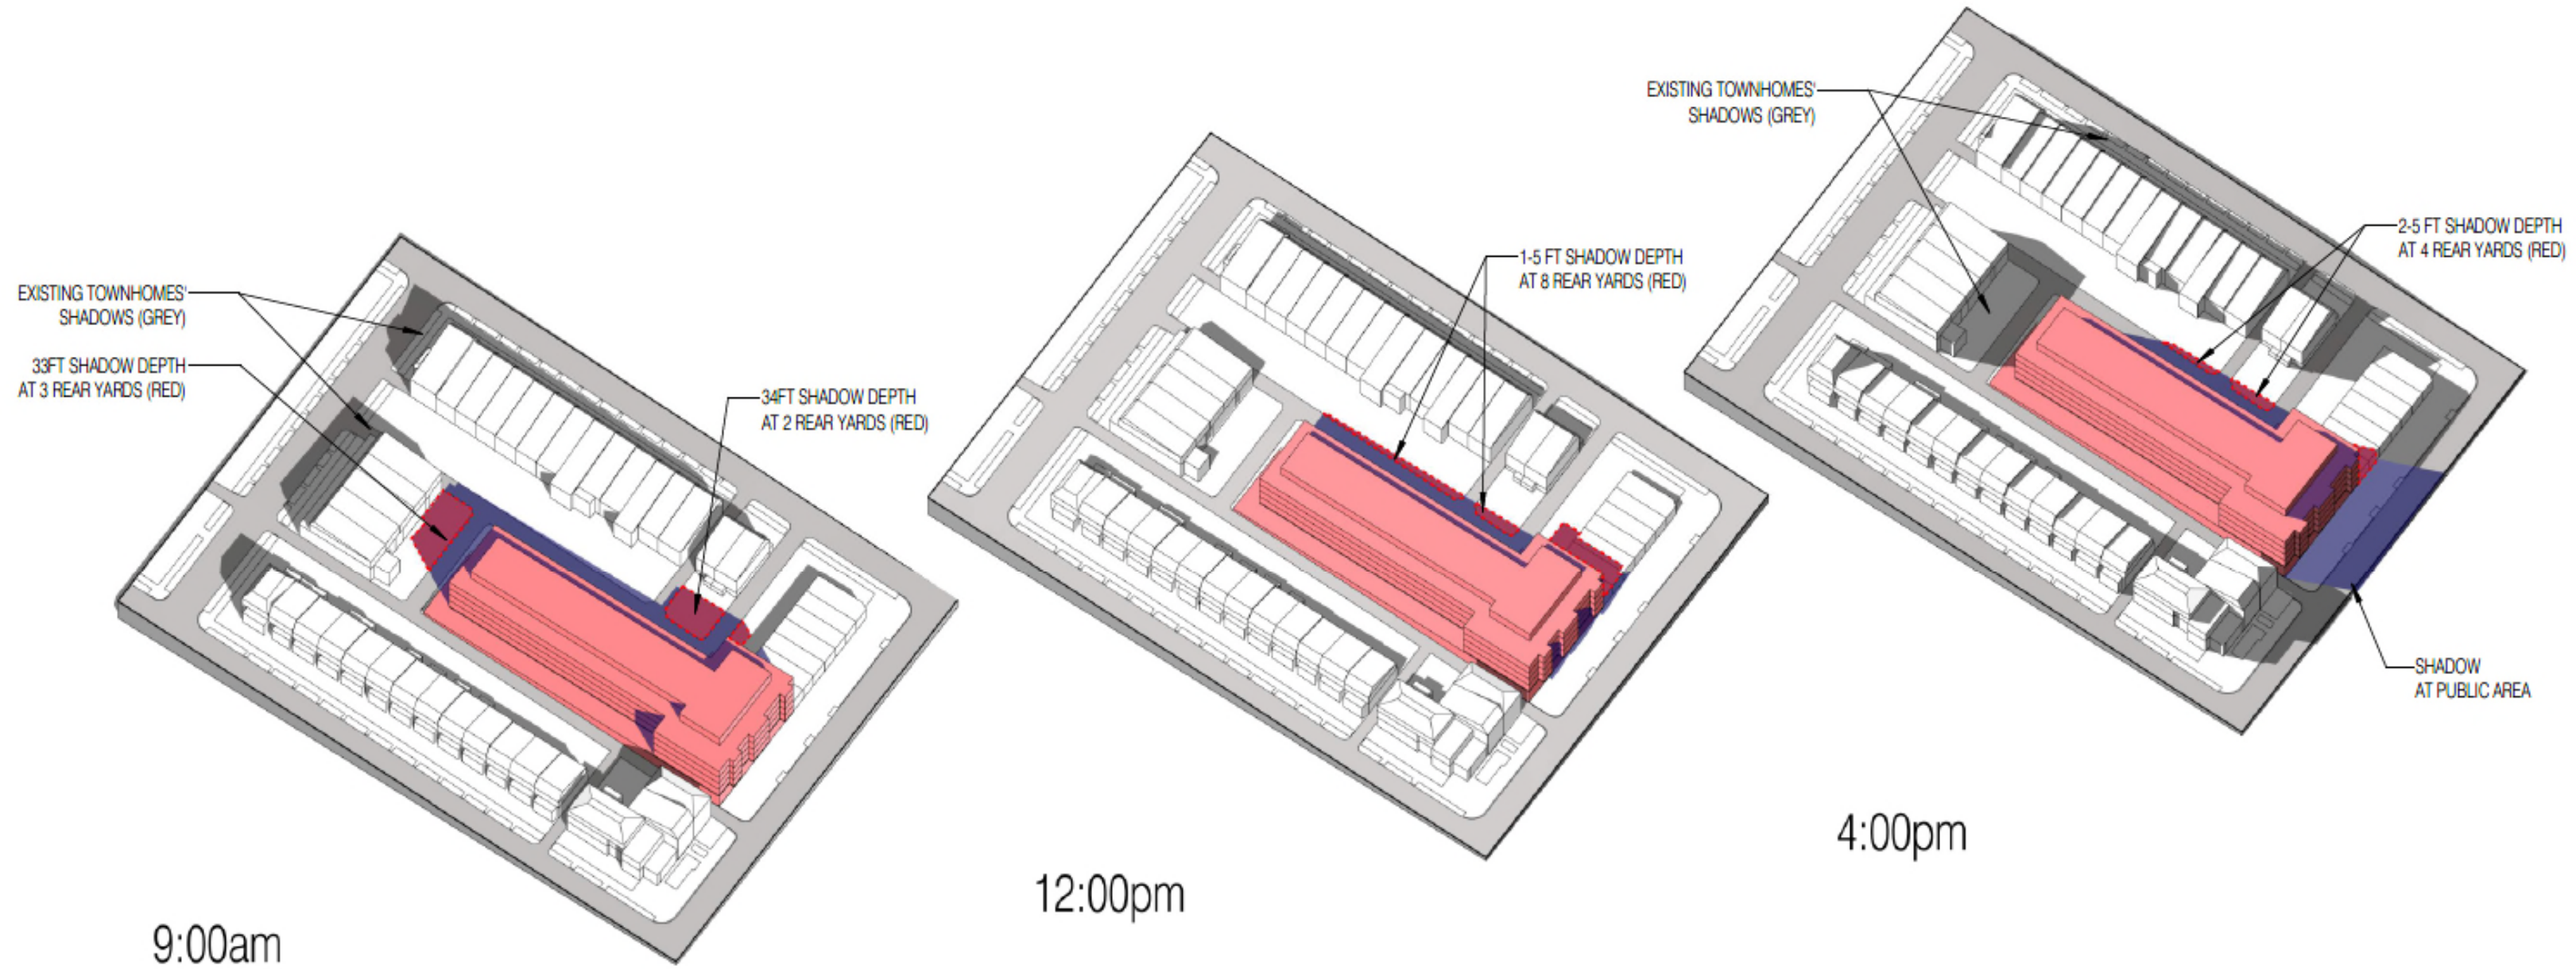 EXISTING TOWNHOMES'
SHADOWS (GREY)
33FT SHADOW DEPTH
AT 3 REAR YARDS (RED)
34FT SHADOW DEPTH
AT 2 REAR YARDS (RED)
9:00am
1-5 FT SHADOW DEPTH
AT 8 REAR YARDS (RED)
12:00pm
EXISTING TOWNHOMES'
SHADOWS (GREY)
2-5 FT SHADOW DEPTH
AT 4 REAR YARDS (RED)
SHADOW
AT PUBLIC AREA
4:00pm